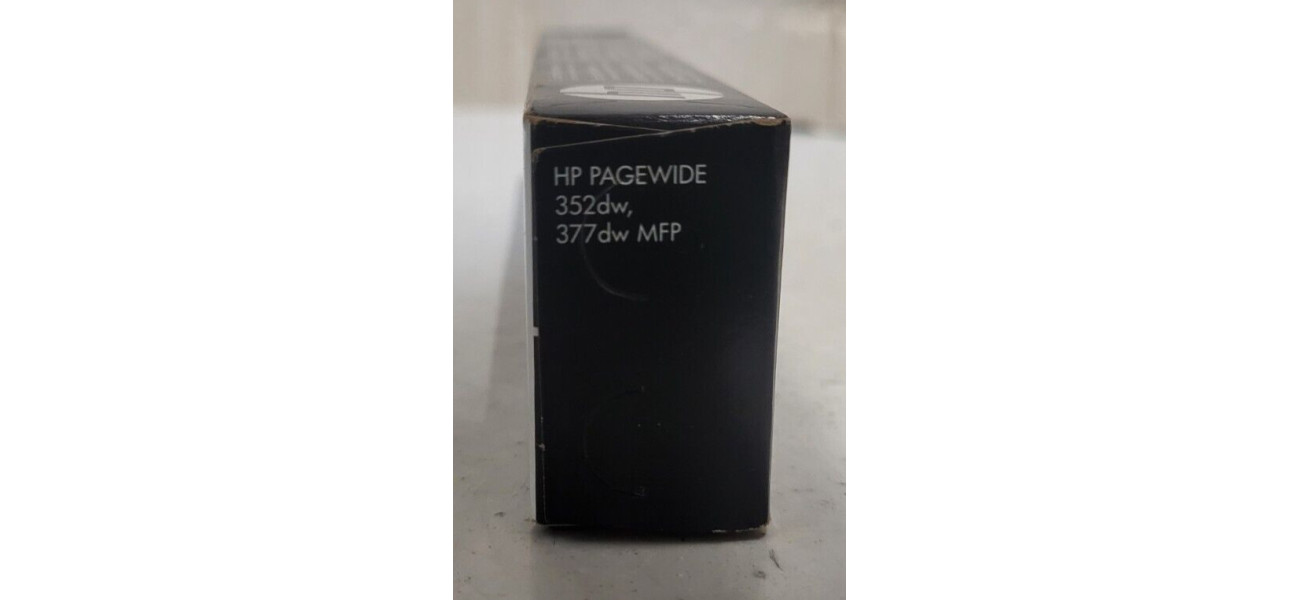 HP PAGEWIDE
352dw,
377dw MFP